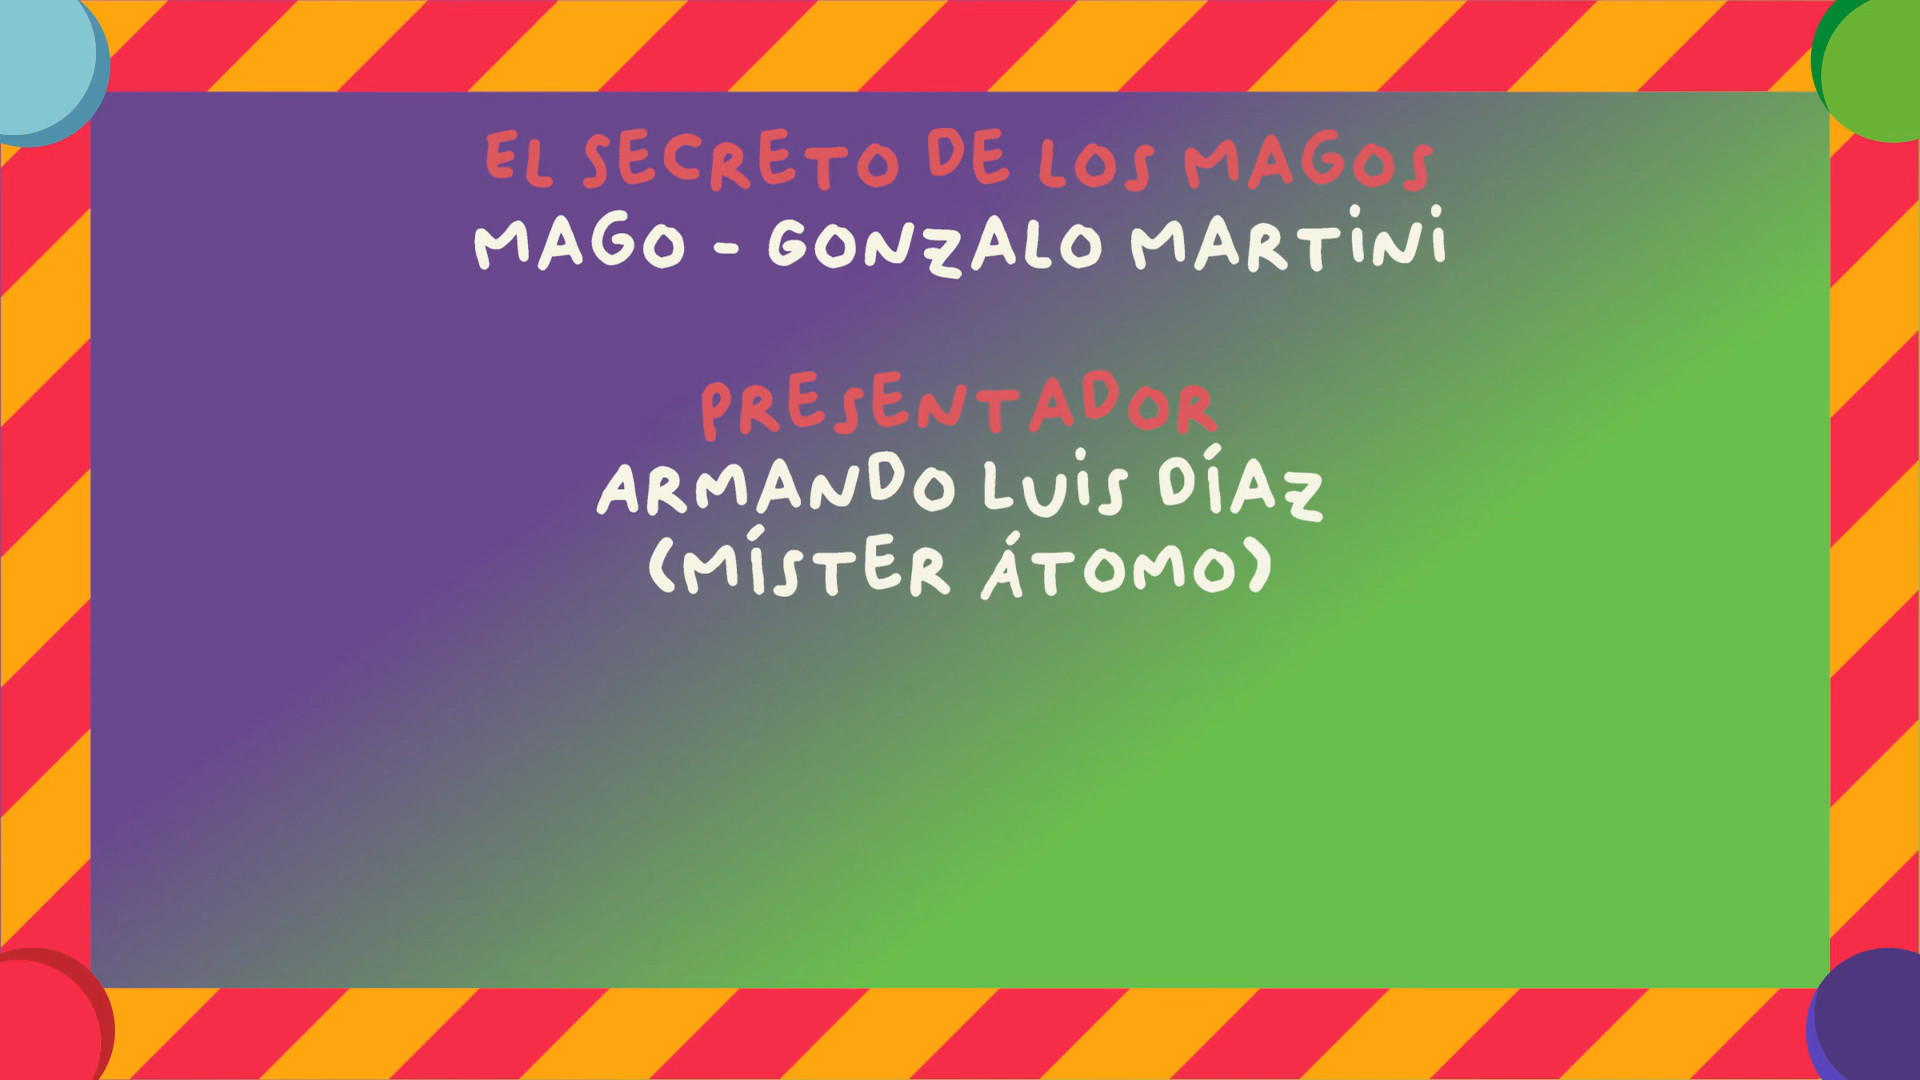 EL SECRETO DE LOS MAGOS
MAGO - GONZALO MARTINI
PRESENTADOR
ARMANDO LUIS DÍAZ
(MÍSTER ÁTOMO)